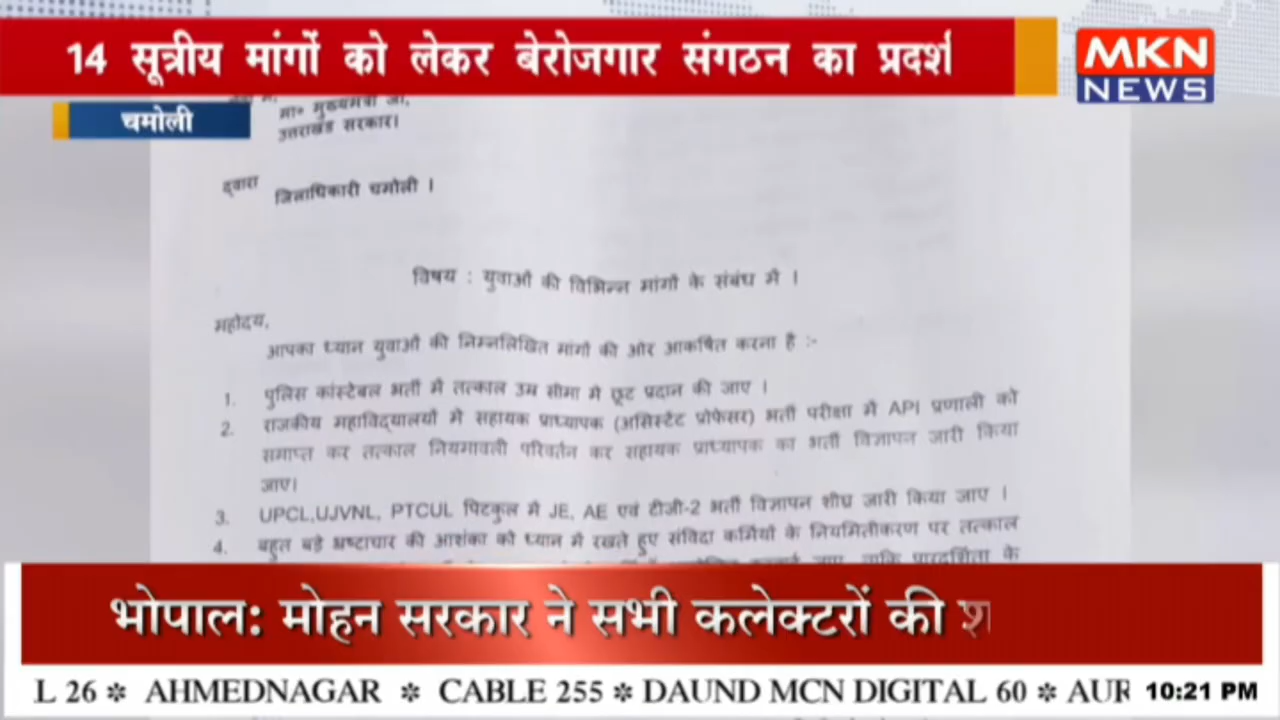 14 सूत्रीय मांगों को लेकर बेरोजगार संगठन का प्रदर्श
MKN
NEWS
चमोली
मा० मुख्यमंत्री जी,
उत्तराखंड सरकार।
द्वारा
जिलाधिकारी चमोली ।
विषय : युवाओं की विभिन्न मांगों के संबंध में ।
महोदय,
आपका ध्यान युवाओं की निम्नलिखित मांगों की ओर आकर्षित करना है :-
1. पुलिस कांस्टेबल भर्ती में तत्काल उम्र सीमा में छूट प्रदान की जाए ।
2. राजकीय महाविद्यालयों में सहायक प्राध्यापक (असिस्टेंट प्रोफेसर) भर्ती परीक्षा में API प्रणाली को
समाप्त कर तत्काल नियमावली परिवर्तन कर सहायक प्राध्यापक का भर्ती विज्ञापन जारी किया
जाए।
3. UPCL,UJVNL, PTCUL पिटकुल में JE, AE एवं टीजी-2 भर्ती विज्ञापन शीघ्र जारी किया जाए ।
4. बहुत बड़े भ्रष्टाचार की आशंका को ध्यान में रखते हुए संविदा कर्मियों के नियमितीकरण पर तत्काल
पारदर्शिता के
भोपाल: मोहन सरकार ने सभी कलेक्टरों की श
L 26 ✻ AHMEDNAGAR ✻ CABLE 255 ✻ DAUND MCN DIGITAL 60 ✻ AUR 10:21 PM